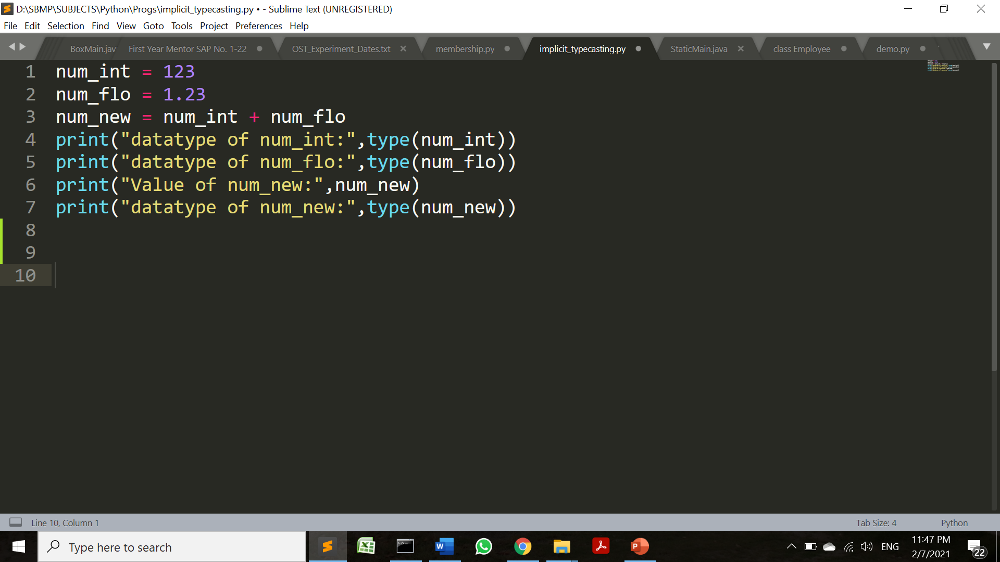 D:\SBMP\SUBJECTS\Python\Progs\implicit_typecasting.py • - Sublime Text (UNREGISTERED)
File Edit Selection Find View Goto Tools Project Preferences Help
BoxMain.jav First Year Mentor SAP No. 1-22 OST_Experiment_Dates.txt membership.py implicit_typecasting.py StaticMain.java class Employee demo.py
1 num_int = 123
2 num_flo = 1.23
3 num_new = num_int + num_flo
4 print("datatype of num_int:",type(num_int))
5 print("datatype of num_flo:",type(num_flo))
6 print("Value of num_new:",num_new)
7 print("datatype of num_new:",type(num_new))
8
9
10
Line 10, Column 1 Tab Size: 4 Python
Type here to search ENG 11:47 PM
2/7/2021 22